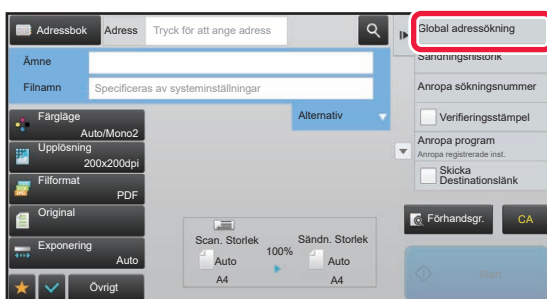 Adressbok
Adress
Tryck för att ange adress
Global adressökning
Ämne
Sändningshistorik
Filnamn
Specificeras av systeminställningar
Anropa sökningsnummer
Färgläge
Auto/Mono2
Alternativ
Verifieringsstämpel
Upplösning
200x200dpi
Anropa program
Anropa registrerade inst.
Filformat
PDF
Skicka
Destinationslänk
Original
Förhandsgr.
CA
Exponering
Auto
Scan. Storlek
100%
Sändn. Storlek
Auto
Auto
A4
A4
Start
Övrigt